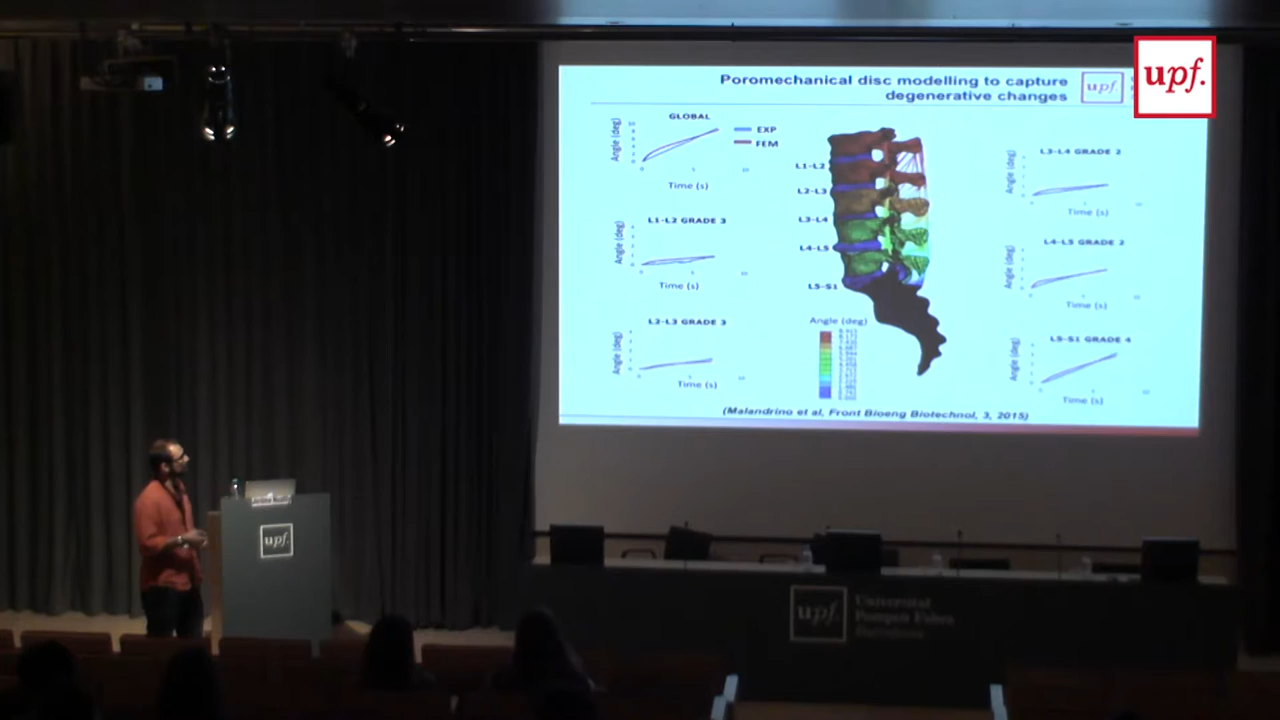 upf.
Poromechanical disc modelling to capture
degenerative changes
upf.
GLOBAL
EXP
FEM
Angle (deg)
Time (s)
L1-L2 GRADE 3
Angle (deg)
Time (s)
L2-L3 GRADE 3
Angle (deg)
Time (s)
L1-L2
L2-L3
L3-L4
L4-L5
L5-S1
Angle (deg)
L3-L4 GRADE 2
Angle (deg)
Time (s)
L4-L5 GRADE 2
Angle (deg)
Time (s)
L5-S1 GRADE 4
Angle (deg)
Time (s)
(Malandrino et al, Front Bioeng Biotechnol, 3, 2015)
upf.
upf.
Universitat
Pompeu Fabra
Barcelona